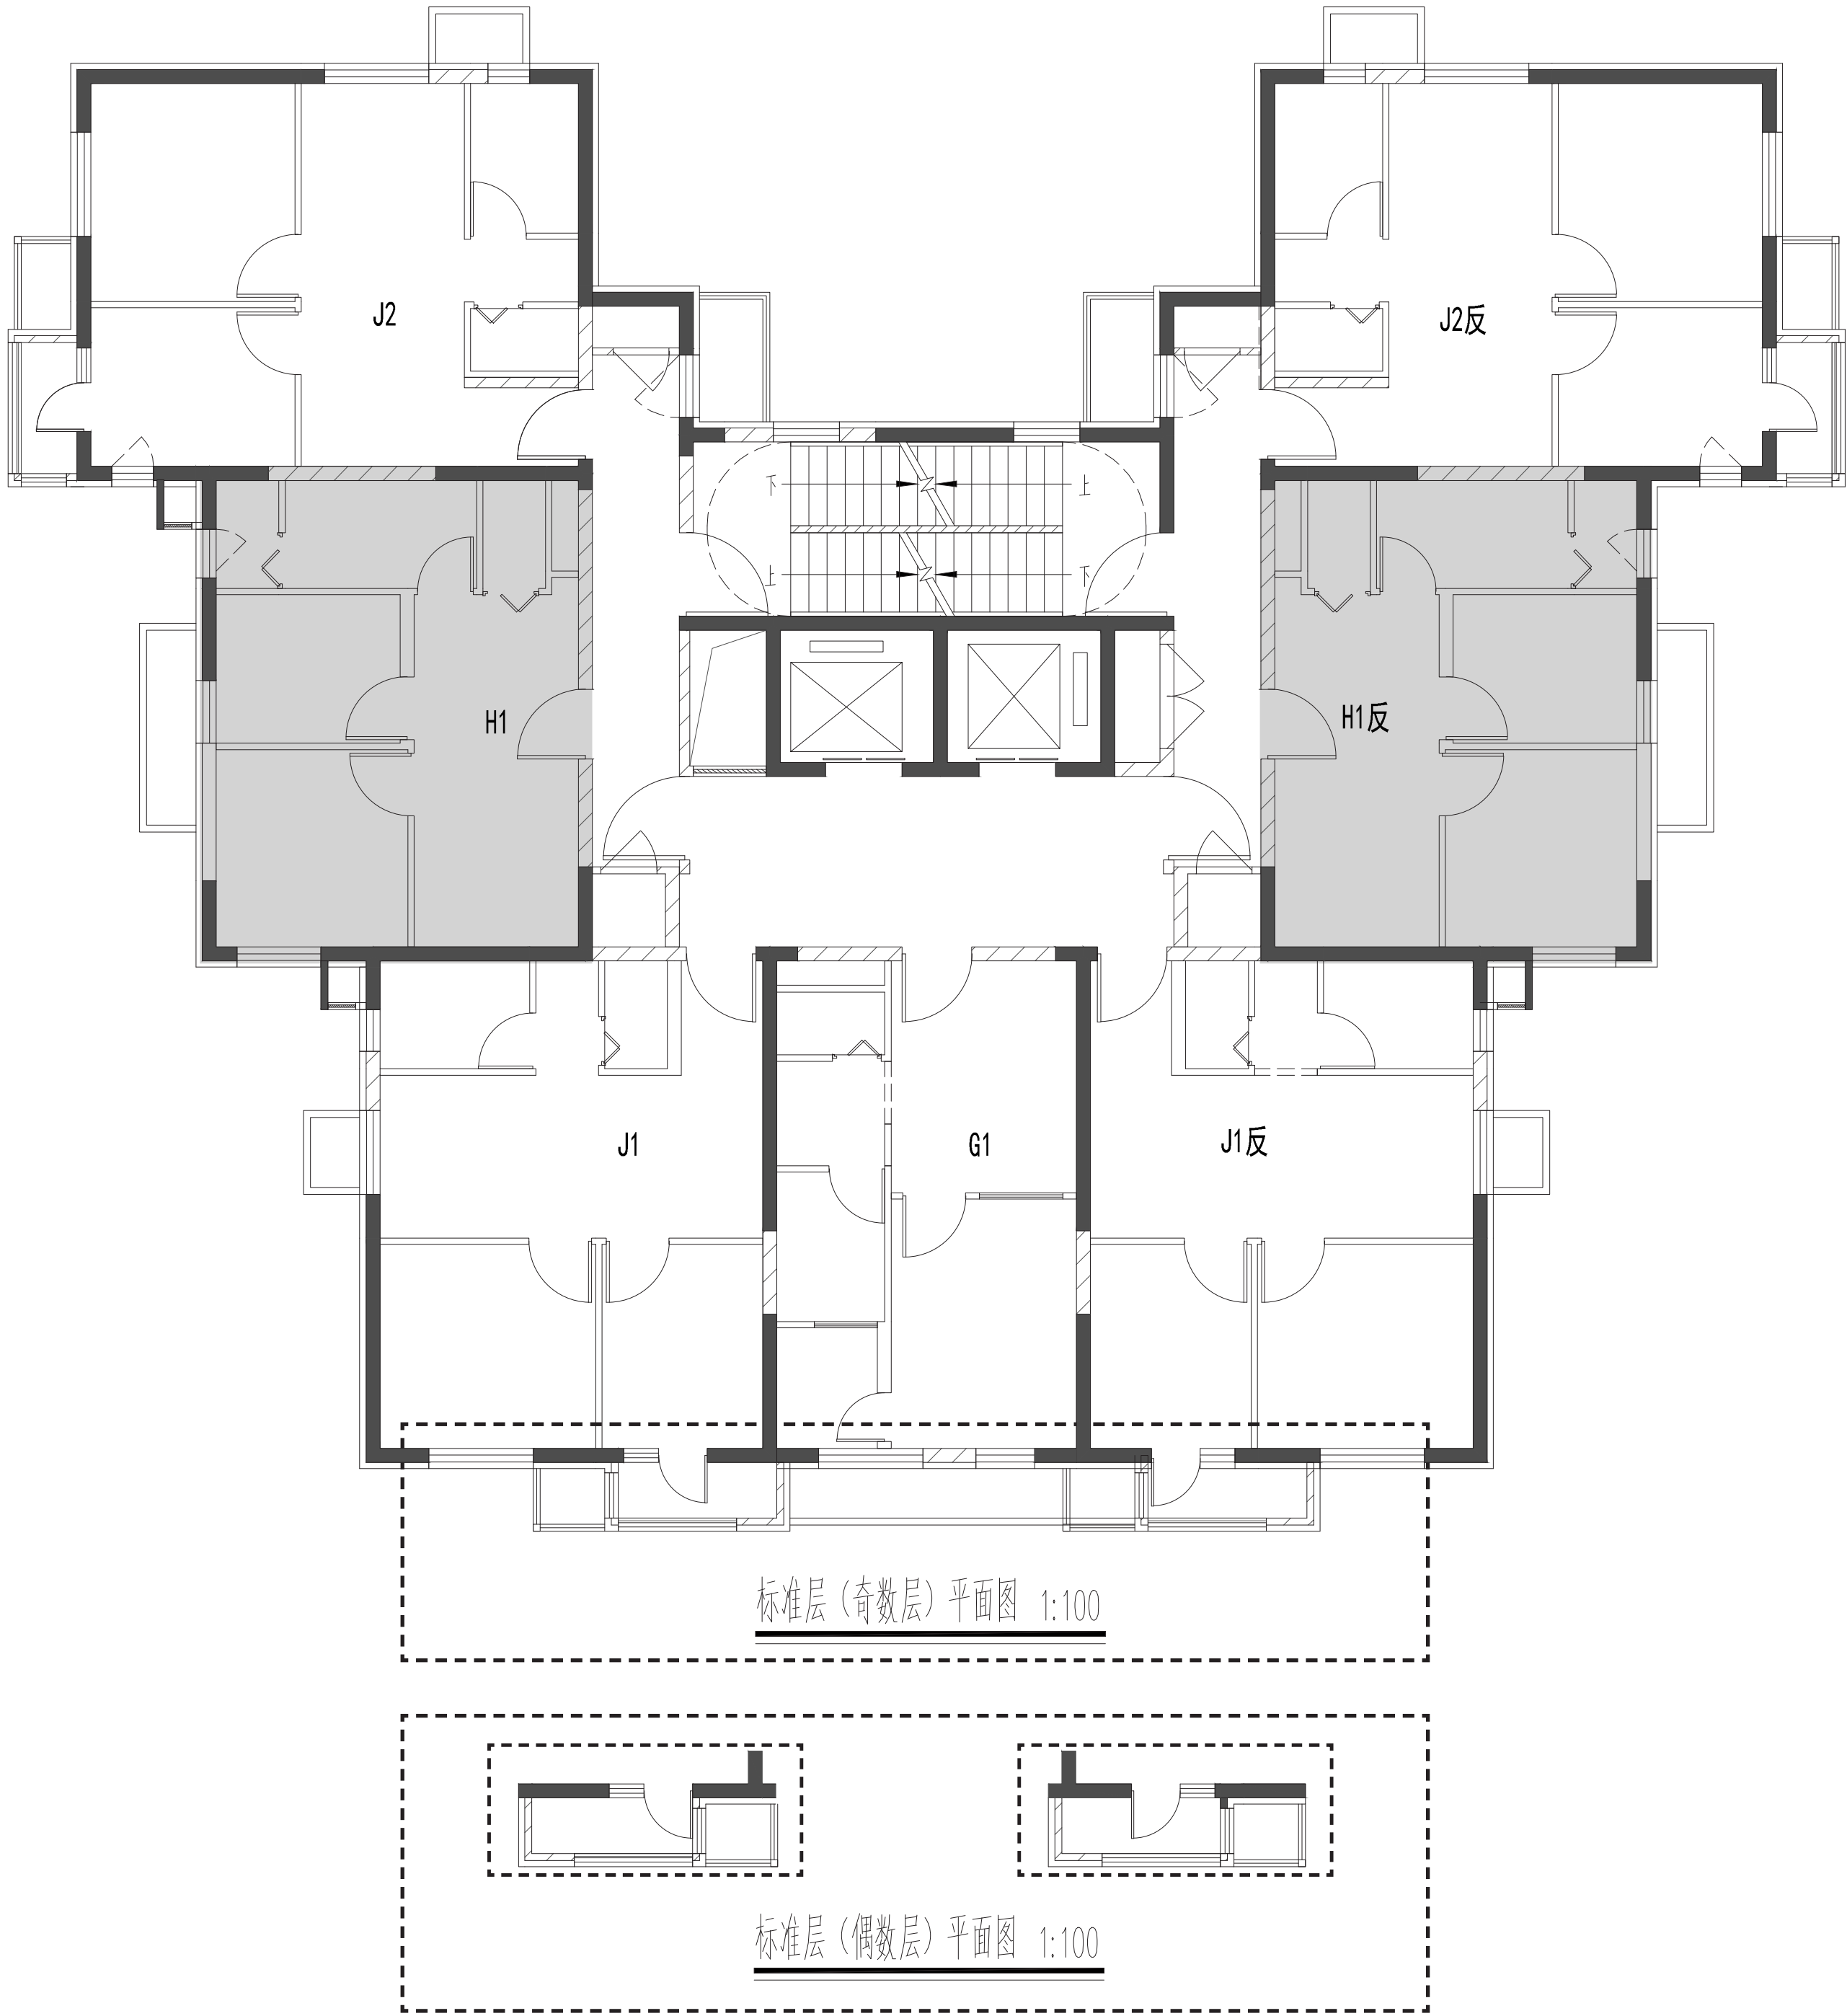 J2
J2反
下
上
上
下
H1
H1反
J1
G1
J1反
标准层（奇数层）平面图 1:100
标准层（偶数层）平面图 1:100